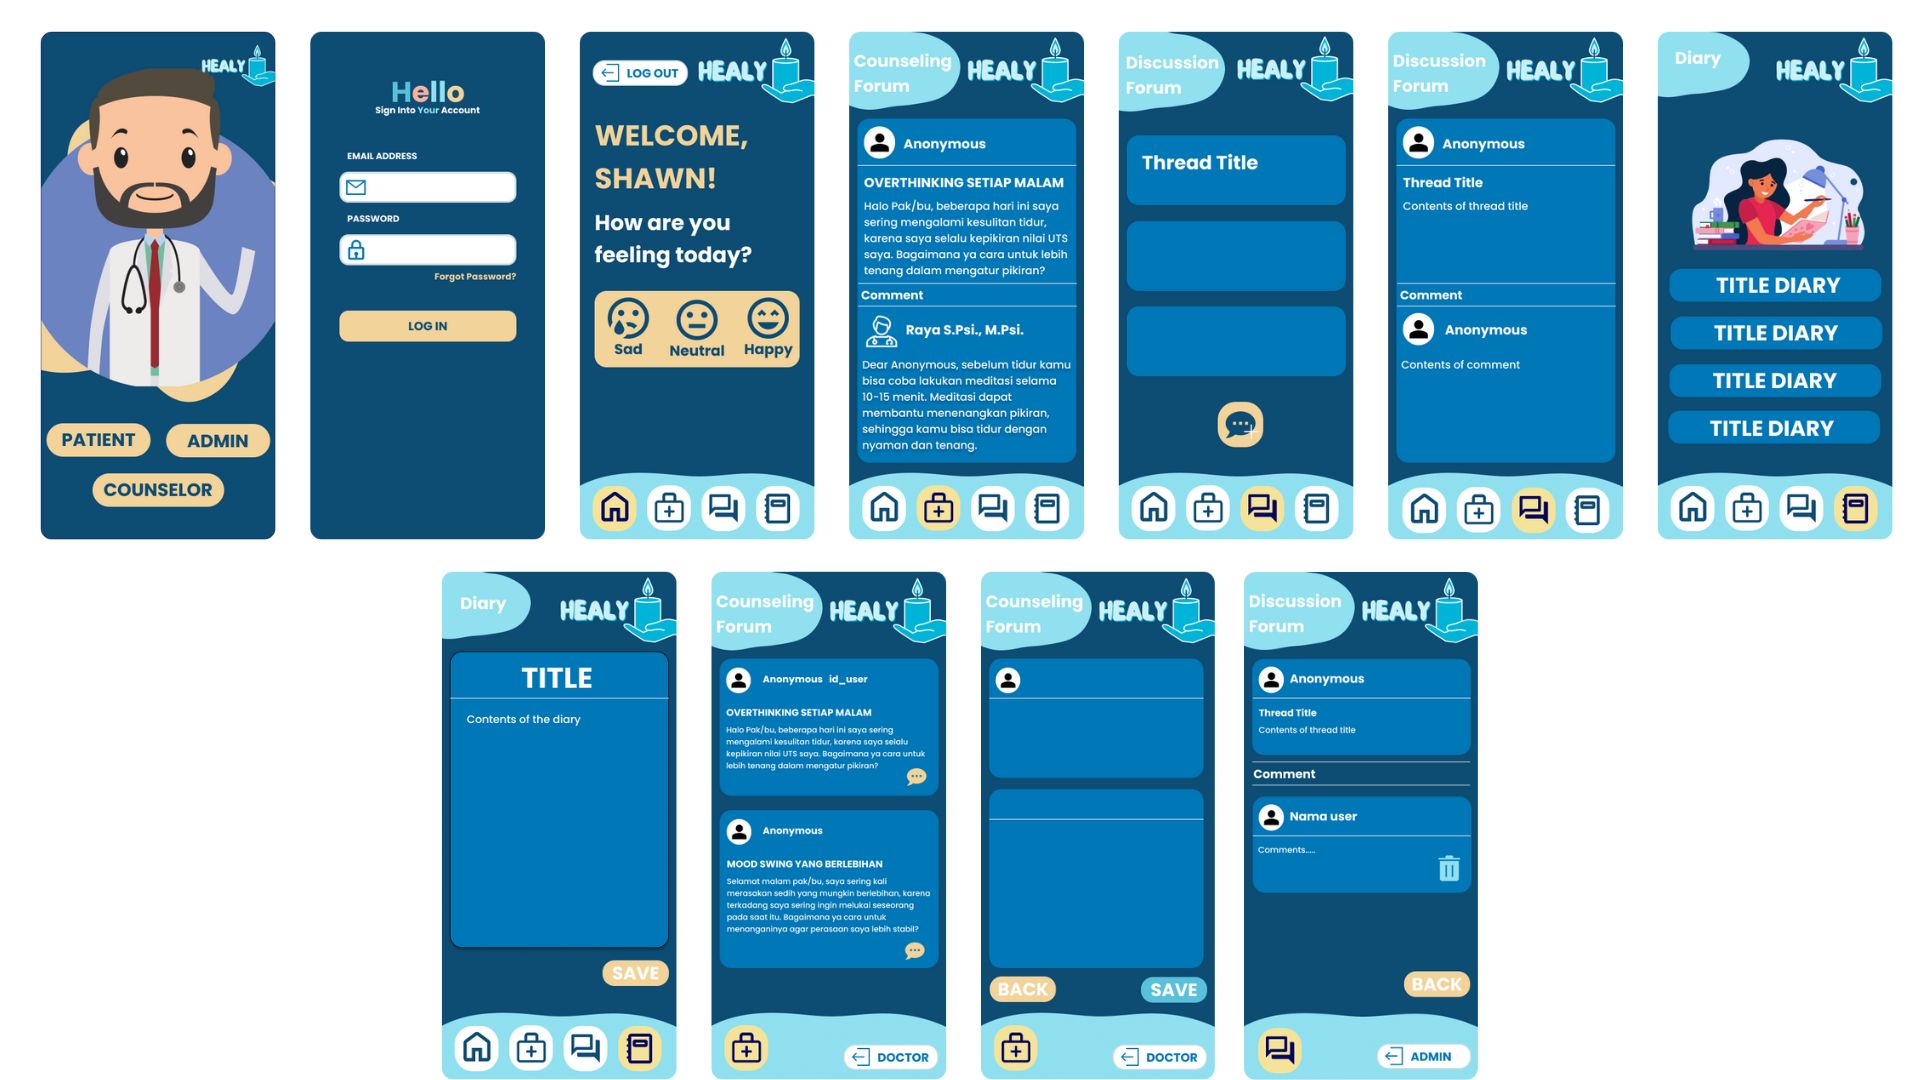 HEALY
PATIENT
ADMIN
COUNSELOR
Hello
Sign Into Your Account
EMAIL ADDRESS
PASSWORD
Forgot Password?
LOG IN
LOG OUT
HEALY
WELCOME,
SHAWN!
How are you
feeling today?
Sad
Neutral
Happy
Counseling
Forum
HEALY
Anonymous
OVERTHINKING SETIAP MALAM
Halo Pak/bu, beberapa hari ini saya
sering mengalami kesulitan tidur,
karena saya selalu kepikiran nilai UTS
saya. Bagaimana ya cara untuk lebih
tenang dalam mengatur pikiran?
Comment
Raya S.Psi., M.Psi.
Dear Anonymous, sebelum tidur kamu
bisa coba lakukan meditasi selama
10-15 menit. Meditasi dapat
membantu menenangkan pikiran,
sehingga kamu bisa tidur dengan
nyaman dan tenang.
Discussion
Forum
HEALY
Thread Title
Discussion
Forum
HEALY
Anonymous
Thread Title
Contents of thread title
Comment
Anonymous
Contents of comment
Diary
HEALY
TITLE DIARY
TITLE DIARY
TITLE DIARY
TITLE DIARY
Diary
HEALY
TITLE
Contents of the diary
SAVE
Counseling
Forum
HEALY
Anonymous id_user
OVERTHINKING SETIAP MALAM
Halo Pak/bu, beberapa hari ini saya sering
mengalami kesulitan tidur, karena saya selalu
kepikiran nilai UTS saya. Bagaimana ya cara untuk
lebih tenang dalam mengatur pikiran?
Anonymous
MOOD SWING YANG BERLEBIHAN
Selamat malam pak/bu, saya sering kali
merasakan sedih yang mungkin berlebihan, karena
terkadang saya sering ingin melukai seseorang
pada saat itu. Bagaimana ya cara untuk
menanganinya agar perasaan saya lebih stabil?
DOCTOR
Counseling
Forum
HEALY
BACK
SAVE
DOCTOR
Discussion
Forum
HEALY
Anonymous
Thread Title
Contents of thread title
Comment
Nama user
Comments.....
BACK
ADMIN